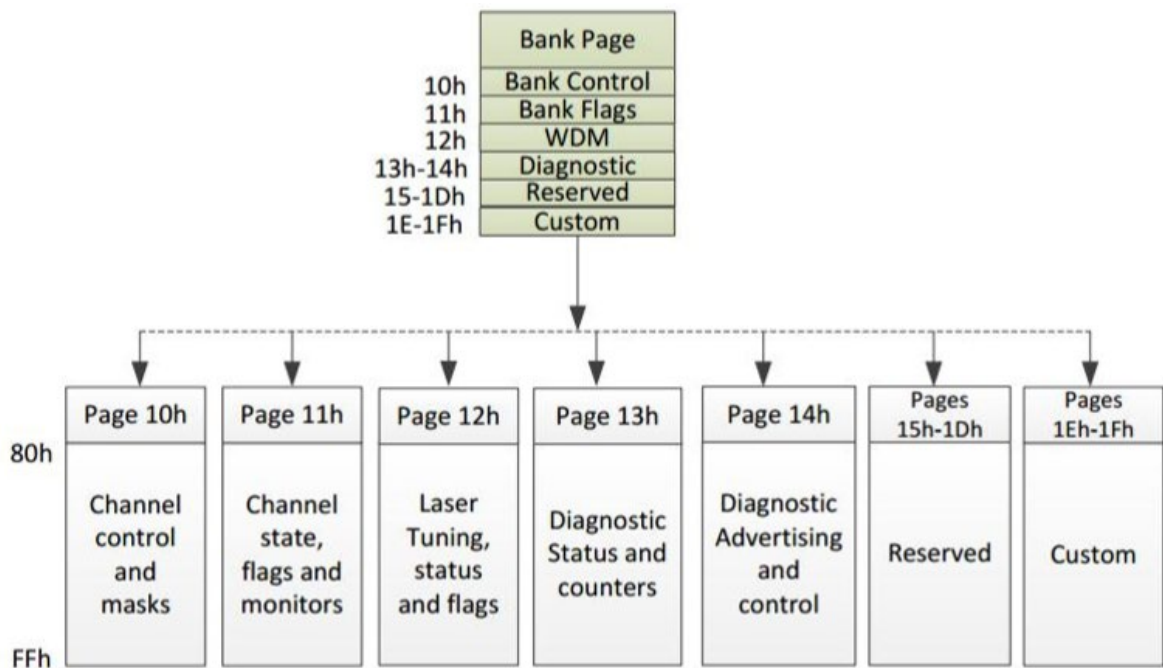 Bank Page
10h Bank Control
11h Bank Flags
12h WDM
13h-14h Diagnostic
15-1Dh Reserved
1E-1Fh Custom
Page 10h
Page 11h
Page 12h
Page 13h
Page 14h
Pages
15h-1Dh
Pages
1Eh-1Fh
80h
Channel
control
and
masks
Channel
state,
flags and
monitors
Laser
Tuning,
status
and flags
Diagnostic
Status and
counters
Diagnostic
Advertising
and
control
Reserved
Custom
FFh